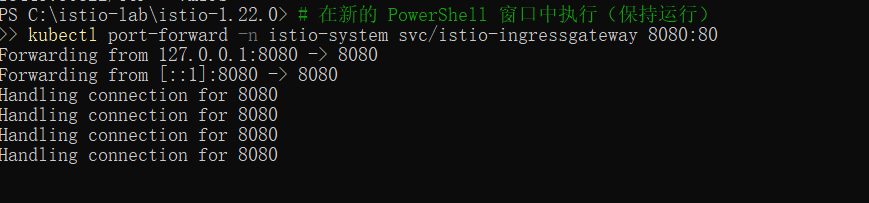 PS C:\istio-lab\istio-1.22.0> # 在新的 PowerShell 窗口中执行（保持运行）
>> kubectl port-forward -n istio-system svc/istio-ingressgateway 8080:80
Forwarding from 127.0.0.1:8080 -> 8080
Forwarding from [::1]:8080 -> 8080
Handling connection for 8080
Handling connection for 8080
Handling connection for 8080
Handling connection for 8080